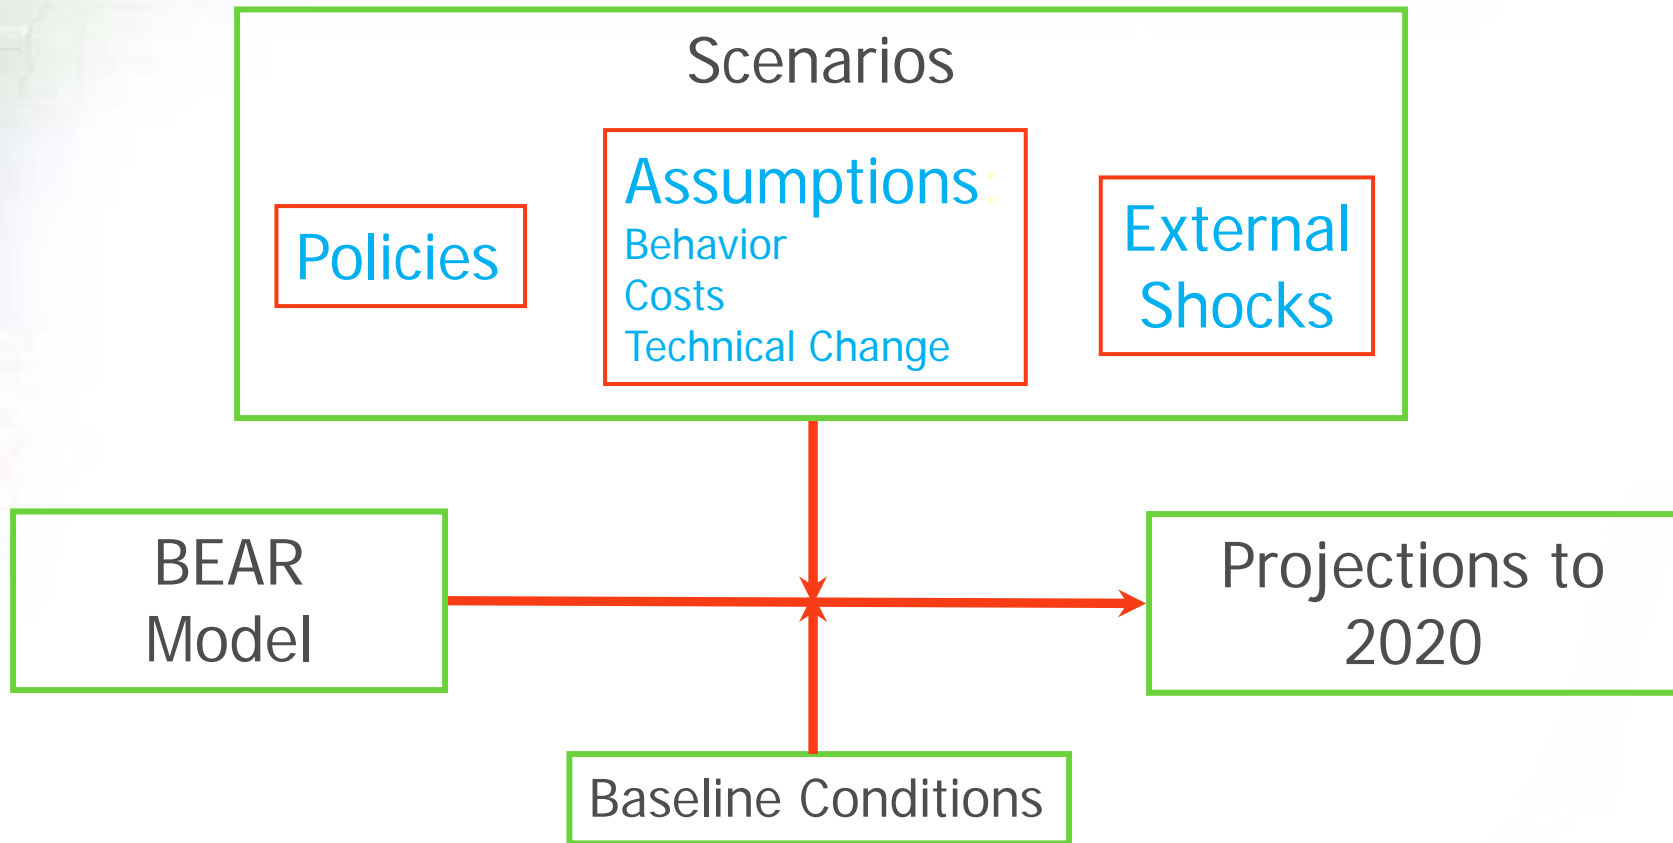 Scenarios
Policies
Assumptions:
Behavior
Costs
Technical Change
External
Shocks
BEAR
Model
Projections to
2020
Baseline Conditions